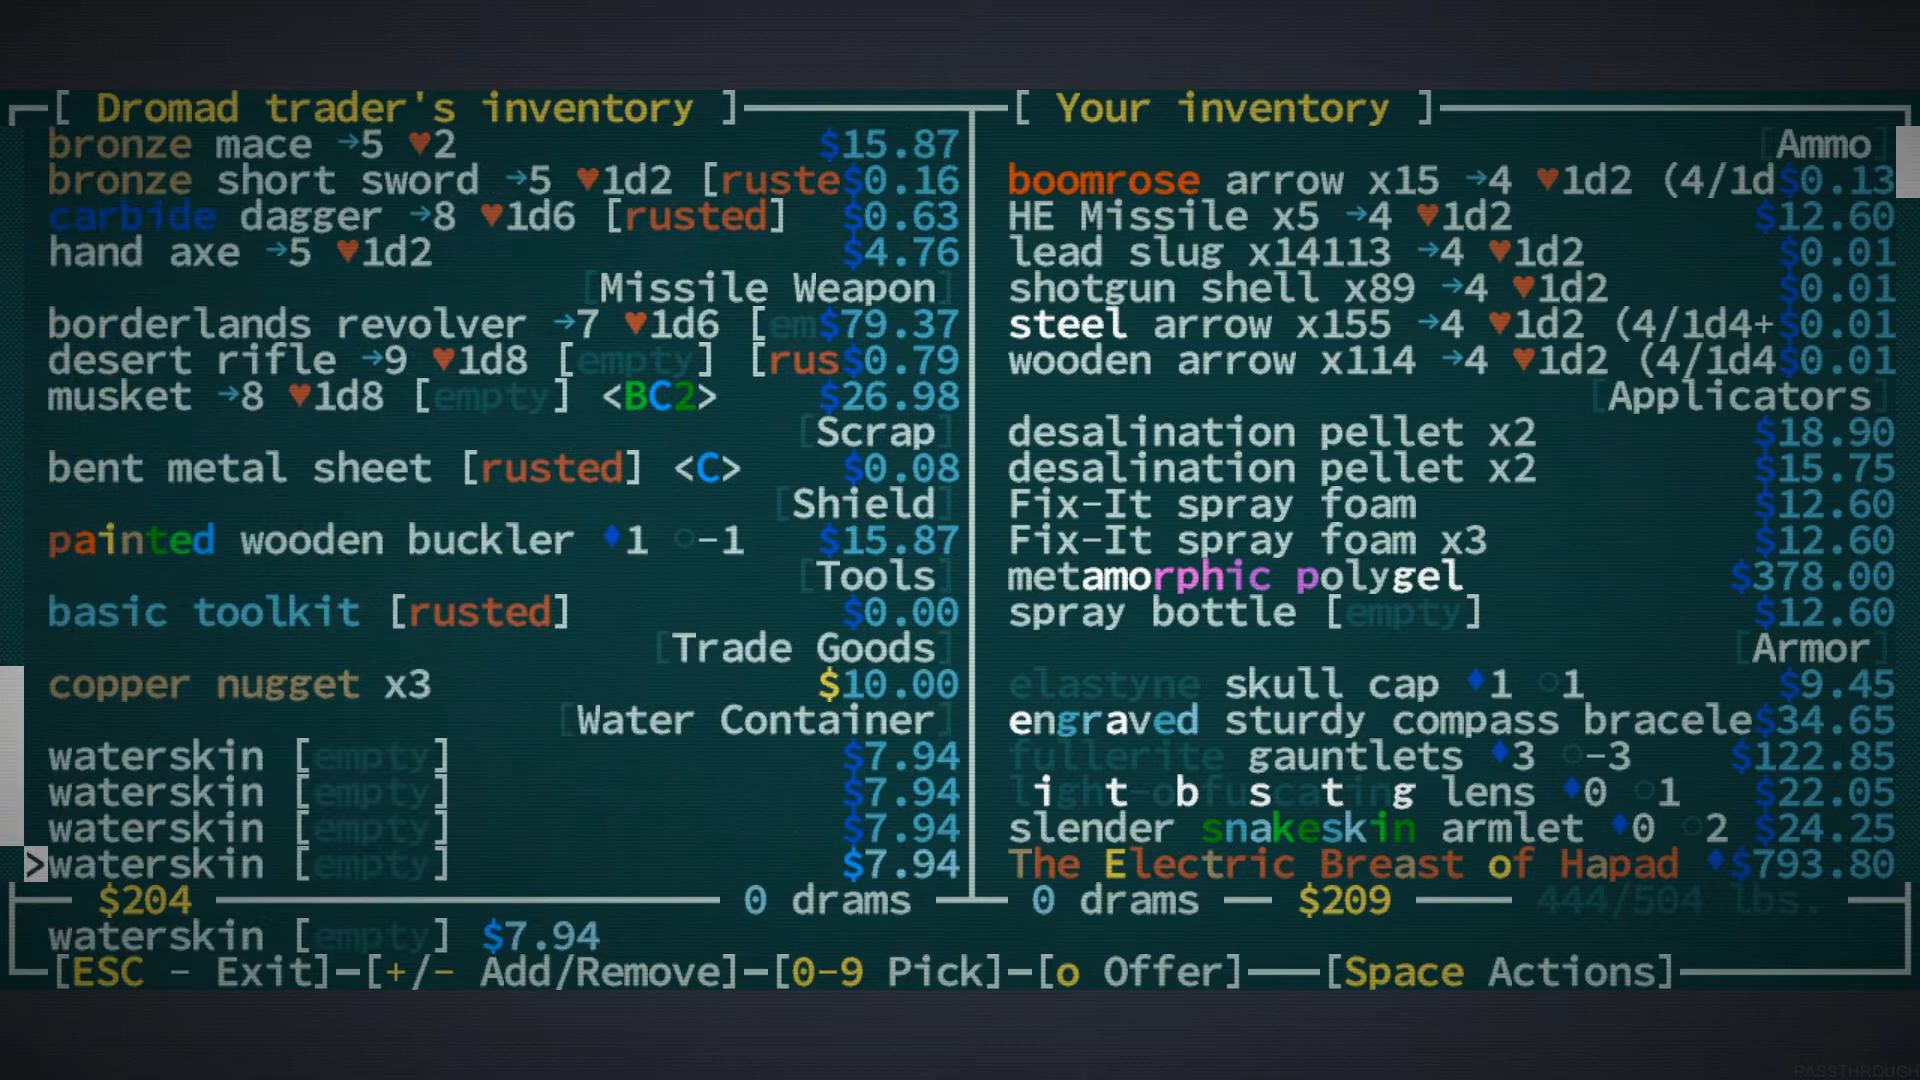 [ Dromad trader's inventory ]
bronze mace →5 ♥2 $15.87
bronze short sword →5 ♥1d2 [ruste $0.16
carbide dagger →8 ♥1d6 [rusted] $0.63
hand axe →5 ♥1d2 $4.76
[Missile Weapon]
borderlands revolver →7 ♥1d6 [em $79.37
desert rifle →9 ♥1d8 [empty] [rus $0.79
musket →8 ♥1d8 [empty] <BC2> $26.98
[Scrap]
bent metal sheet [rusted] <C> $0.08
[Shield]
painted wooden buckler ♦1 ○-1 $15.87
[Tools]
basic toolkit [rusted] $0.00
[Trade Goods]
copper nugget x3 $10.00
[Water Container]
waterskin [empty] $7.94
waterskin [empty] $7.94
waterskin [empty] $7.94
>waterskin [empty] $7.94
$204 0 drams
[ Your inventory ]
[Ammo]
boomrose arrow x15 →4 ♥1d2 (4/1d $0.13
HE Missile x5 →4 ♥1d2 $12.60
lead slug x14113 →4 ♥1d2 $0.01
shotgun shell x89 →4 ♥1d2 $0.01
steel arrow x155 →4 ♥1d2 (4/1d4+ $0.01
wooden arrow x114 →4 ♥1d2 (4/1d4 $0.01
[Applicators]
desalination pellet x2 $18.90
desalination pellet x2 $15.75
Fix-It spray foam $12.60
Fix-It spray foam x3 $12.60
metamorphic polygel $378.00
spray bottle [empty] $12.60
[Armor]
elastyne skull cap ♦1 ○1 $9.45
engraved sturdy compass bracele $34.65
fullerite gauntlets ♦3 ○-3 $122.85
light-obfuscating lens ♦0 ○1 $22.05
slender snakeskin armlet ♦0 ○2 $24.25
The Electric Breast of Hapad ♦ $793.80
0 drams $209 444/504 lbs.
waterskin [empty] $7.94
[ESC - Exit]-[+/- Add/Remove]-[0-9 Pick]-[o Offer] [Space Actions]
PASSTHROUGH